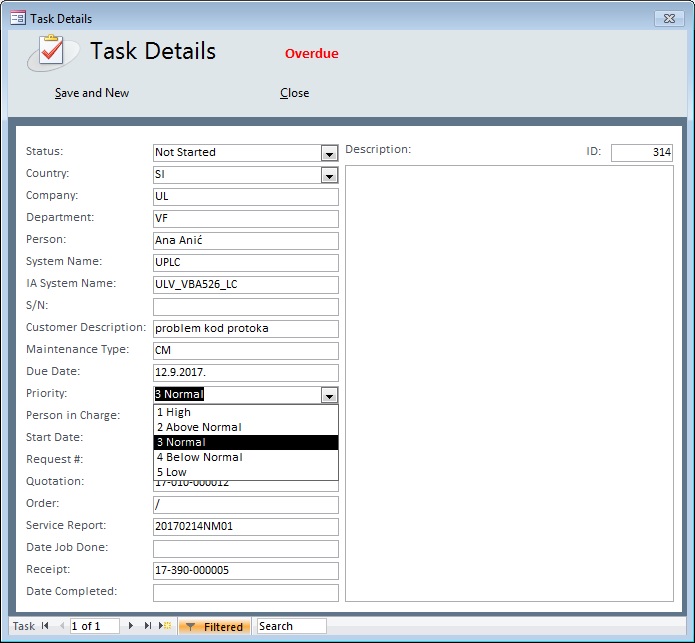 Task Details
Task Details
Overdue
Save and New
Close
Status: Not Started
Description:
ID: 314
Country: SI
Company: UL
Department: VF
Person: Ana Anić
System Name: UPLC
IA System Name: ULV_VBA526_LC
S/N:
Customer Description: problem kod protoka
Maintenance Type: CM
Due Date: 12.9.2017.
Priority: 3 Normal
1 High
Person in Charge:
2 Above Normal
Start Date:
3 Normal
Request #:
4 Below Normal
5 Low
Quotation: 17-010-000012
Order: /
Service Report: 20170214NM01
Date Job Done:
Receipt: 17-390-000005
Date Completed:
Task 1 of 1 Filtered Search